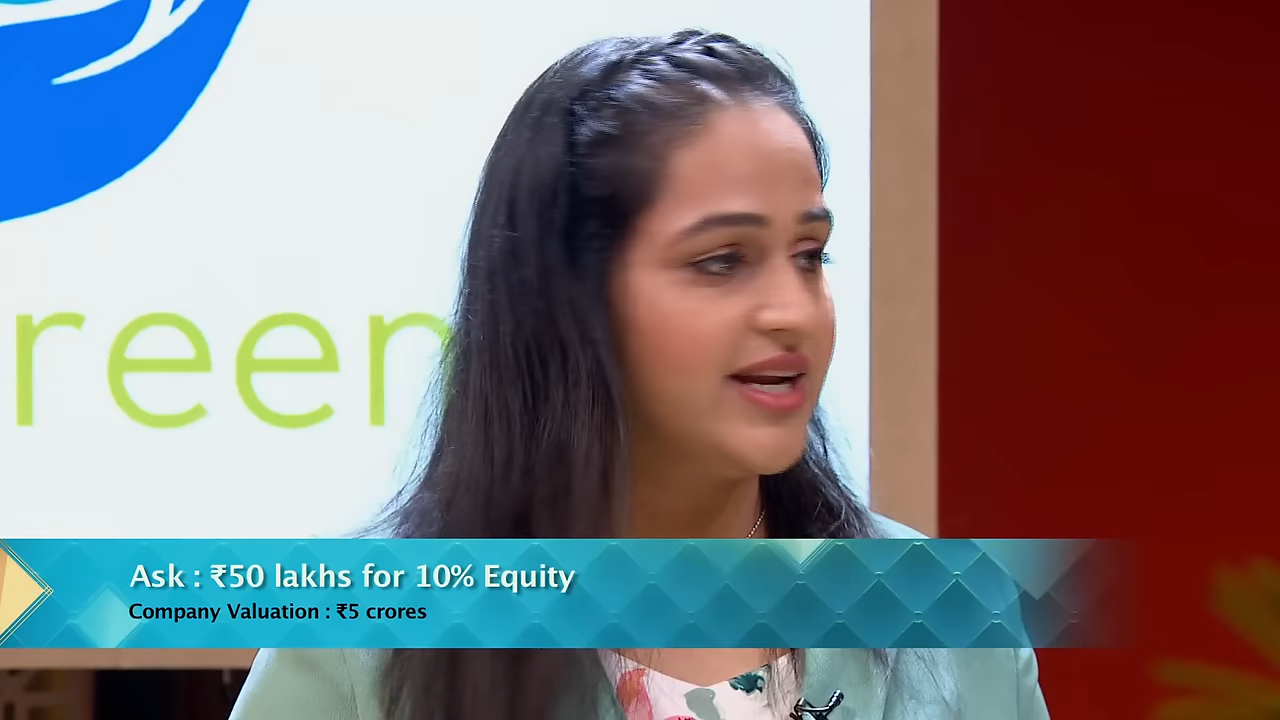 reen
Ask : ₹50 lakhs for 10% Equity
Company Valuation : ₹5 crores